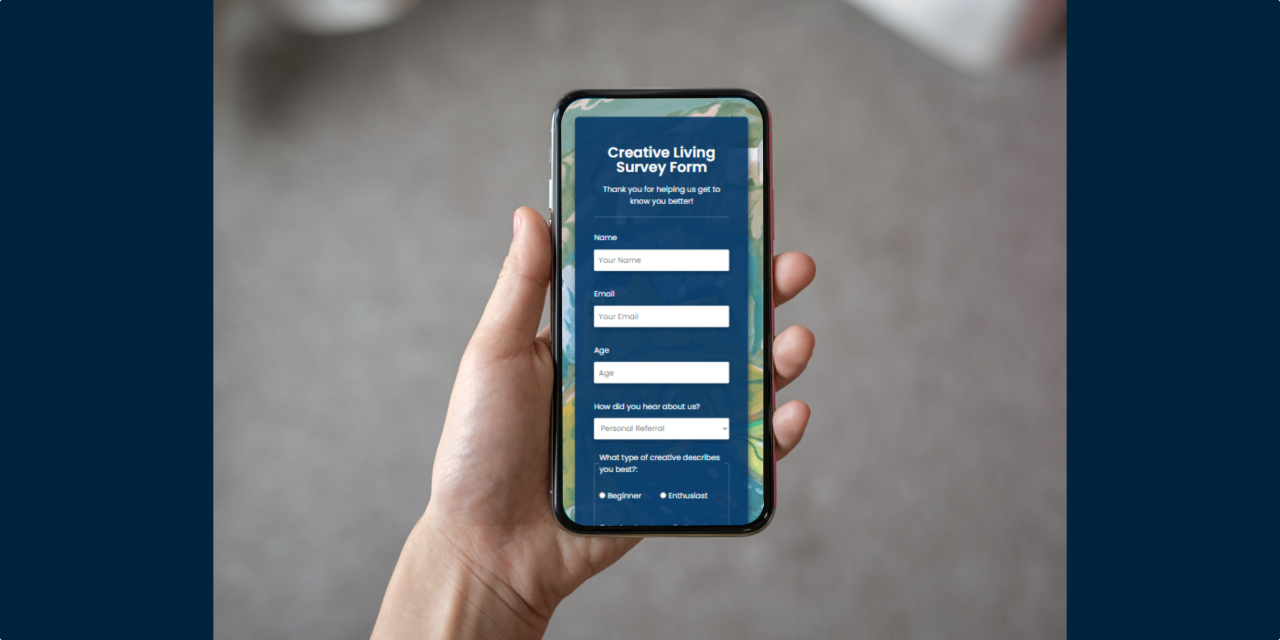 Creative Living
Survey Form
Thank you for helping us get to
know you better!
Name
Your Name
Email
Your Email
Age
Age
How did you hear about us?
Personal Referral
What type of creative describes
you best?:
Beginner Enthusiast